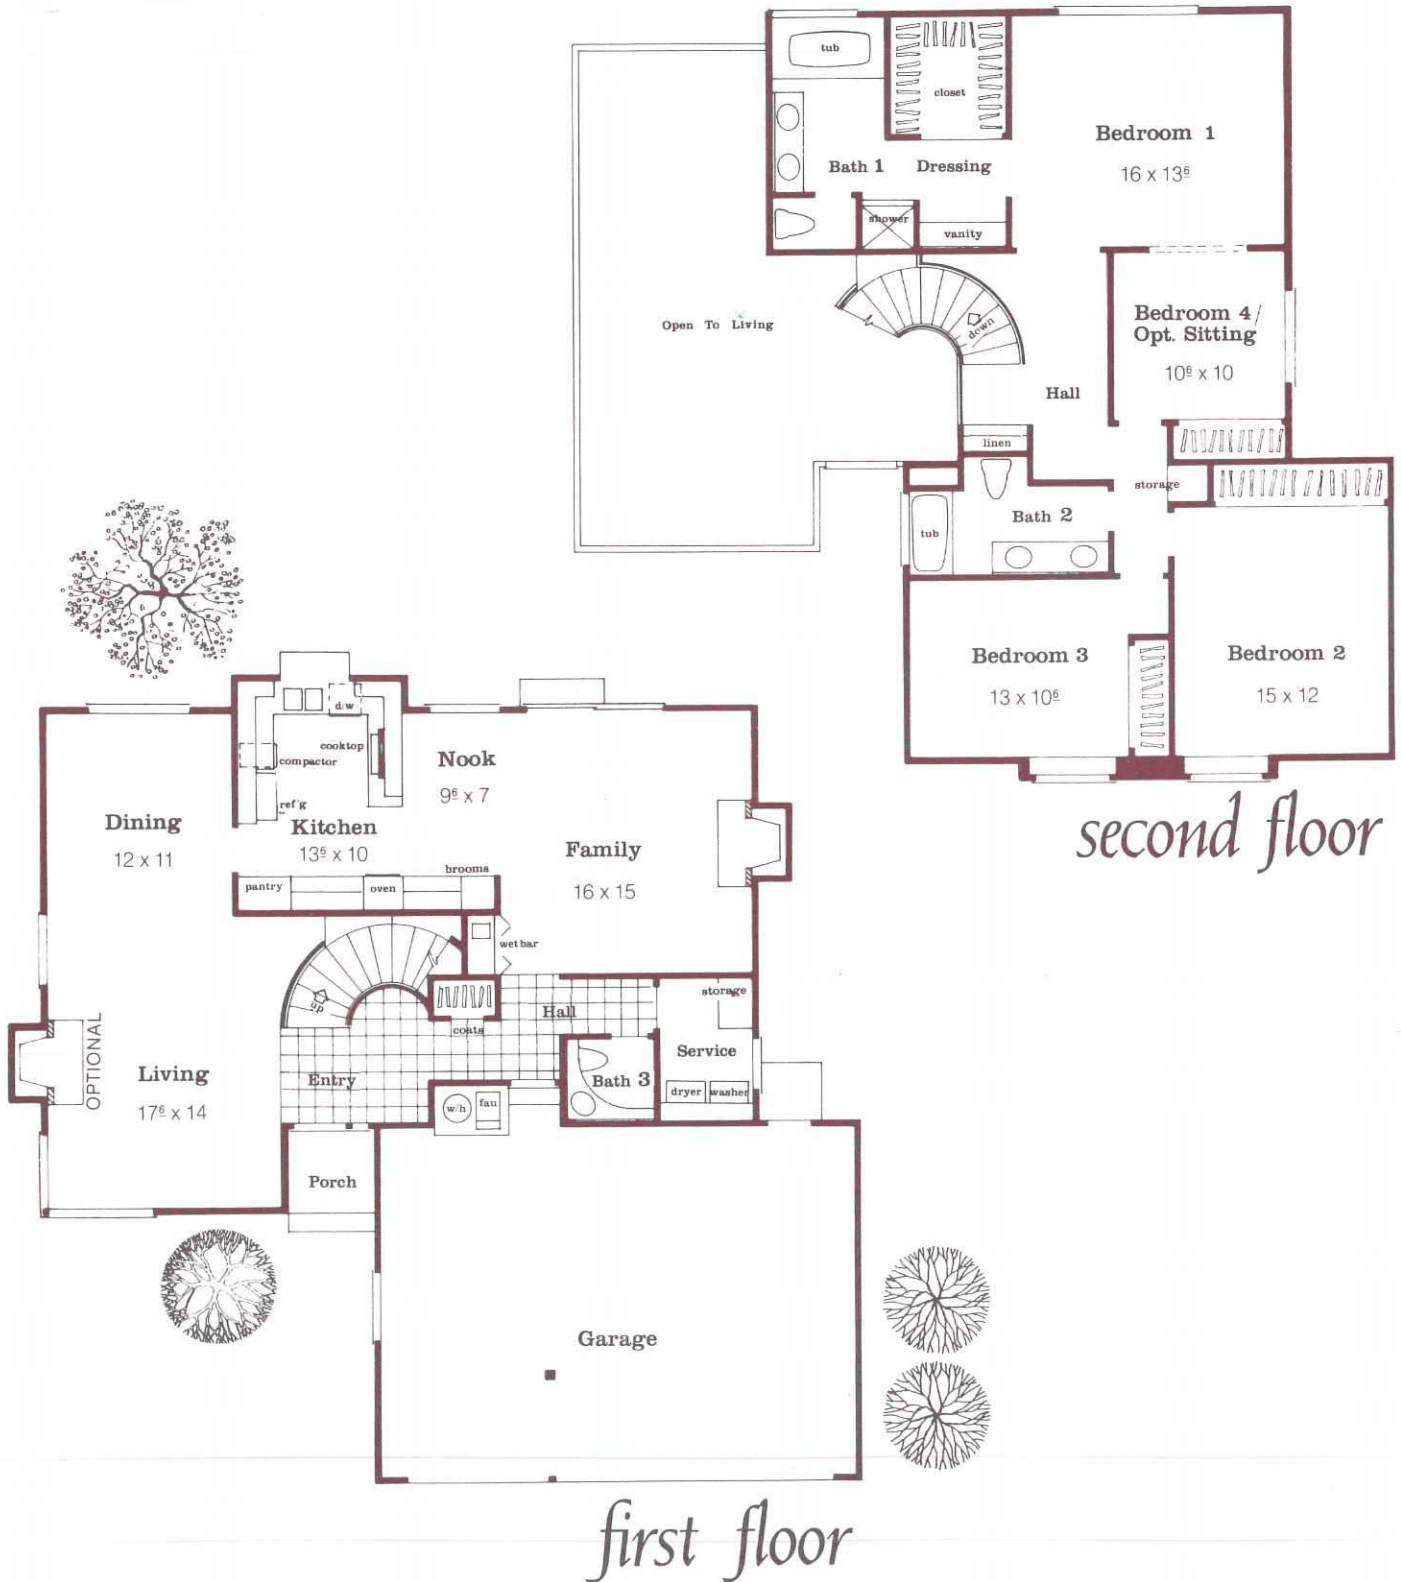 tub
closet
Bedroom 1
16 x 13⁶
Bath 1
Dressing
shower
vanity
Open To Living
down
Bedroom 4/
Opt. Sitting
10⁶ x 10
Hall
linen
storage
Bath 2
tub
Bedroom 3
13 x 10⁶
Bedroom 2
15 x 12
second floor
d/w
cooktop
compactor
Nook
9⁶ x 7
ref'g
Dining
12 x 11
Kitchen
13⁶ x 10
Family
16 x 15
brooms
pantry
oven
wet bar
up
coats
Hall
storage
OPTIONAL
Living
17⁶ x 14
Entry
Service
Bath 3
dryer
washer
w/h
fau
Porch
Garage
first floor